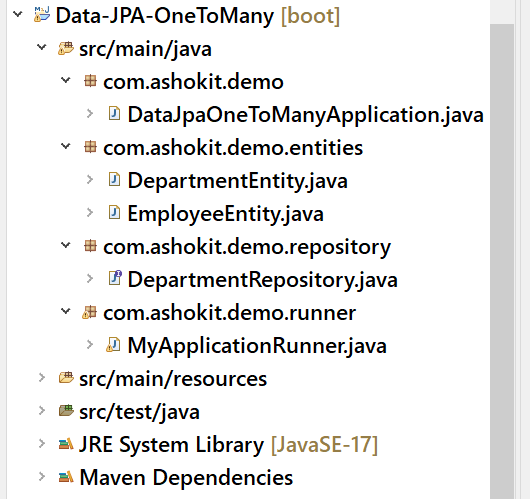 Data-JPA-OneToMany [boot]
src/main/java
com.ashokit.demo
DataJpaOneToManyApplication.java
com.ashokit.demo.entities
DepartmentEntity.java
EmployeeEntity.java
com.ashokit.demo.repository
DepartmentRepository.java
com.ashokit.demo.runner
MyApplicationRunner.java
src/main/resources
src/test/java
JRE System Library [JavaSE-17]
Maven Dependencies